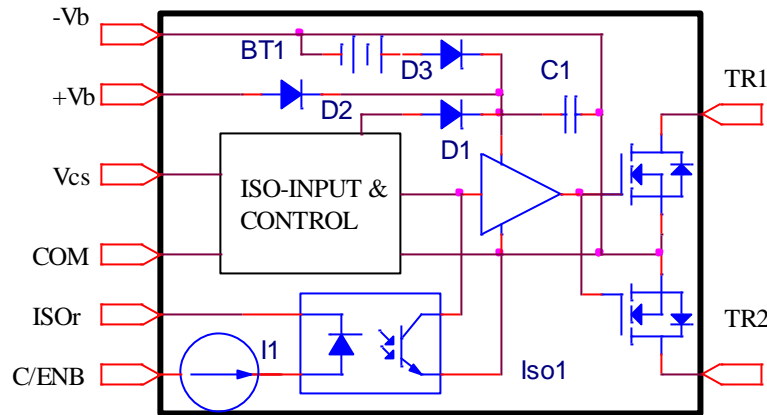 -Vb
BT1
D3
C1
TR1
+Vb
D2
D1
Vcs
ISO-INPUT &
CONTROL
COM
ISOr
TR2
I1
C/ENB
Iso1